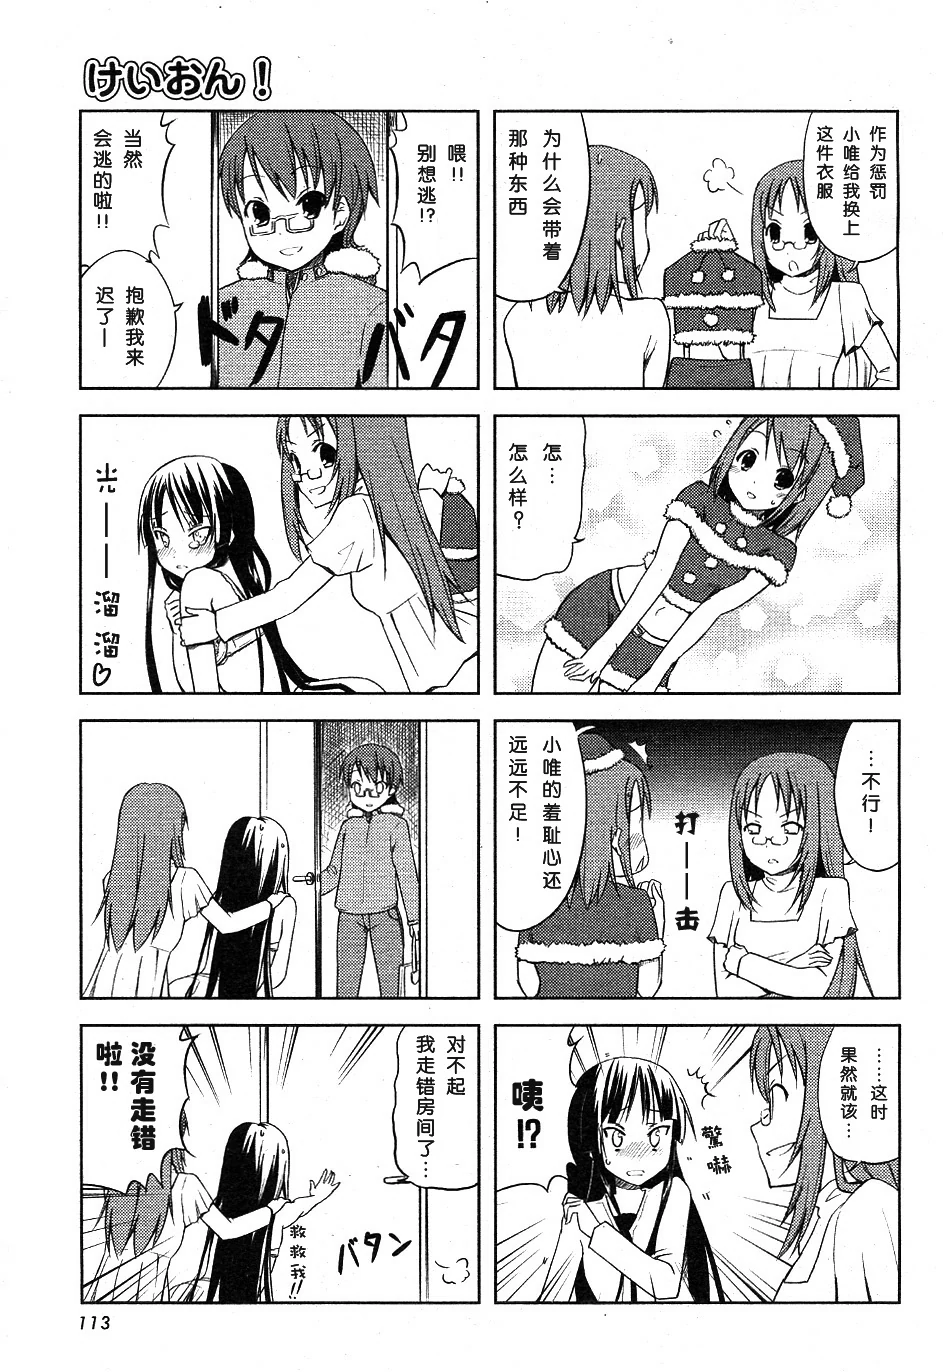 けいおん！
作为惩罚
小唯给我换上
这件衣服
为什么会带着
那种东西
怎…
怎么样？
…不行！
小唯的羞耻心还
远远不足！
打——击
……这时
果然就该…
驚嚇
咦!?
喂!!
别想逃!?
当然
会逃的啦!!
抱歉我来
迟了—
バタ
ドタ
光——溜溜♡
对不起
我走错房间了…
没有走错
啦!!
救救我!!
バタン
113